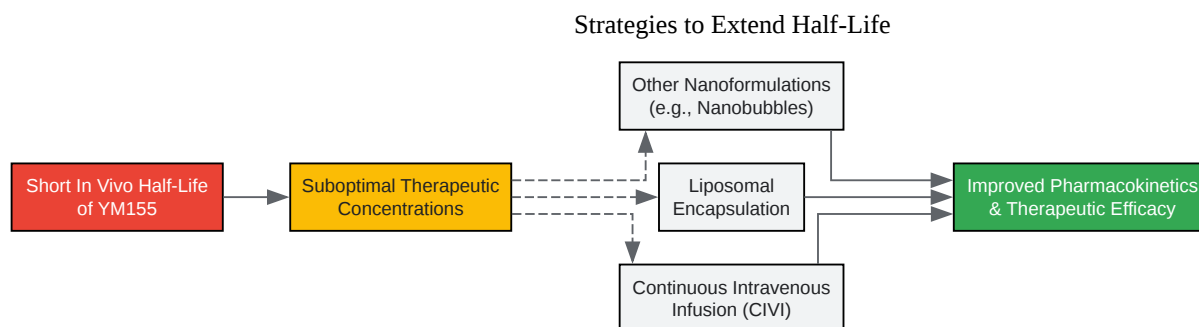 Strategies to Extend Half-Life
Other Nanoformulations
(e.g., Nanobubbles)
Short In Vivo Half-Life
of YM155
Suboptimal Therapeutic
Concentrations
Liposomal
Encapsulation
Improved Pharmacokinetics
& Therapeutic Efficacy
Continuous Intravenous
Infusion (CIVI)